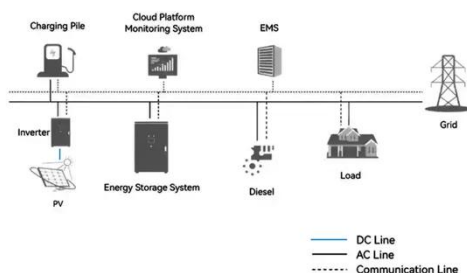 Charging Pile
Cloud Platform
Monitoring System
EMS
Grid
Inverter
PV
Energy Storage System
Diesel
Load
DC Line
AC Line
Communication Line